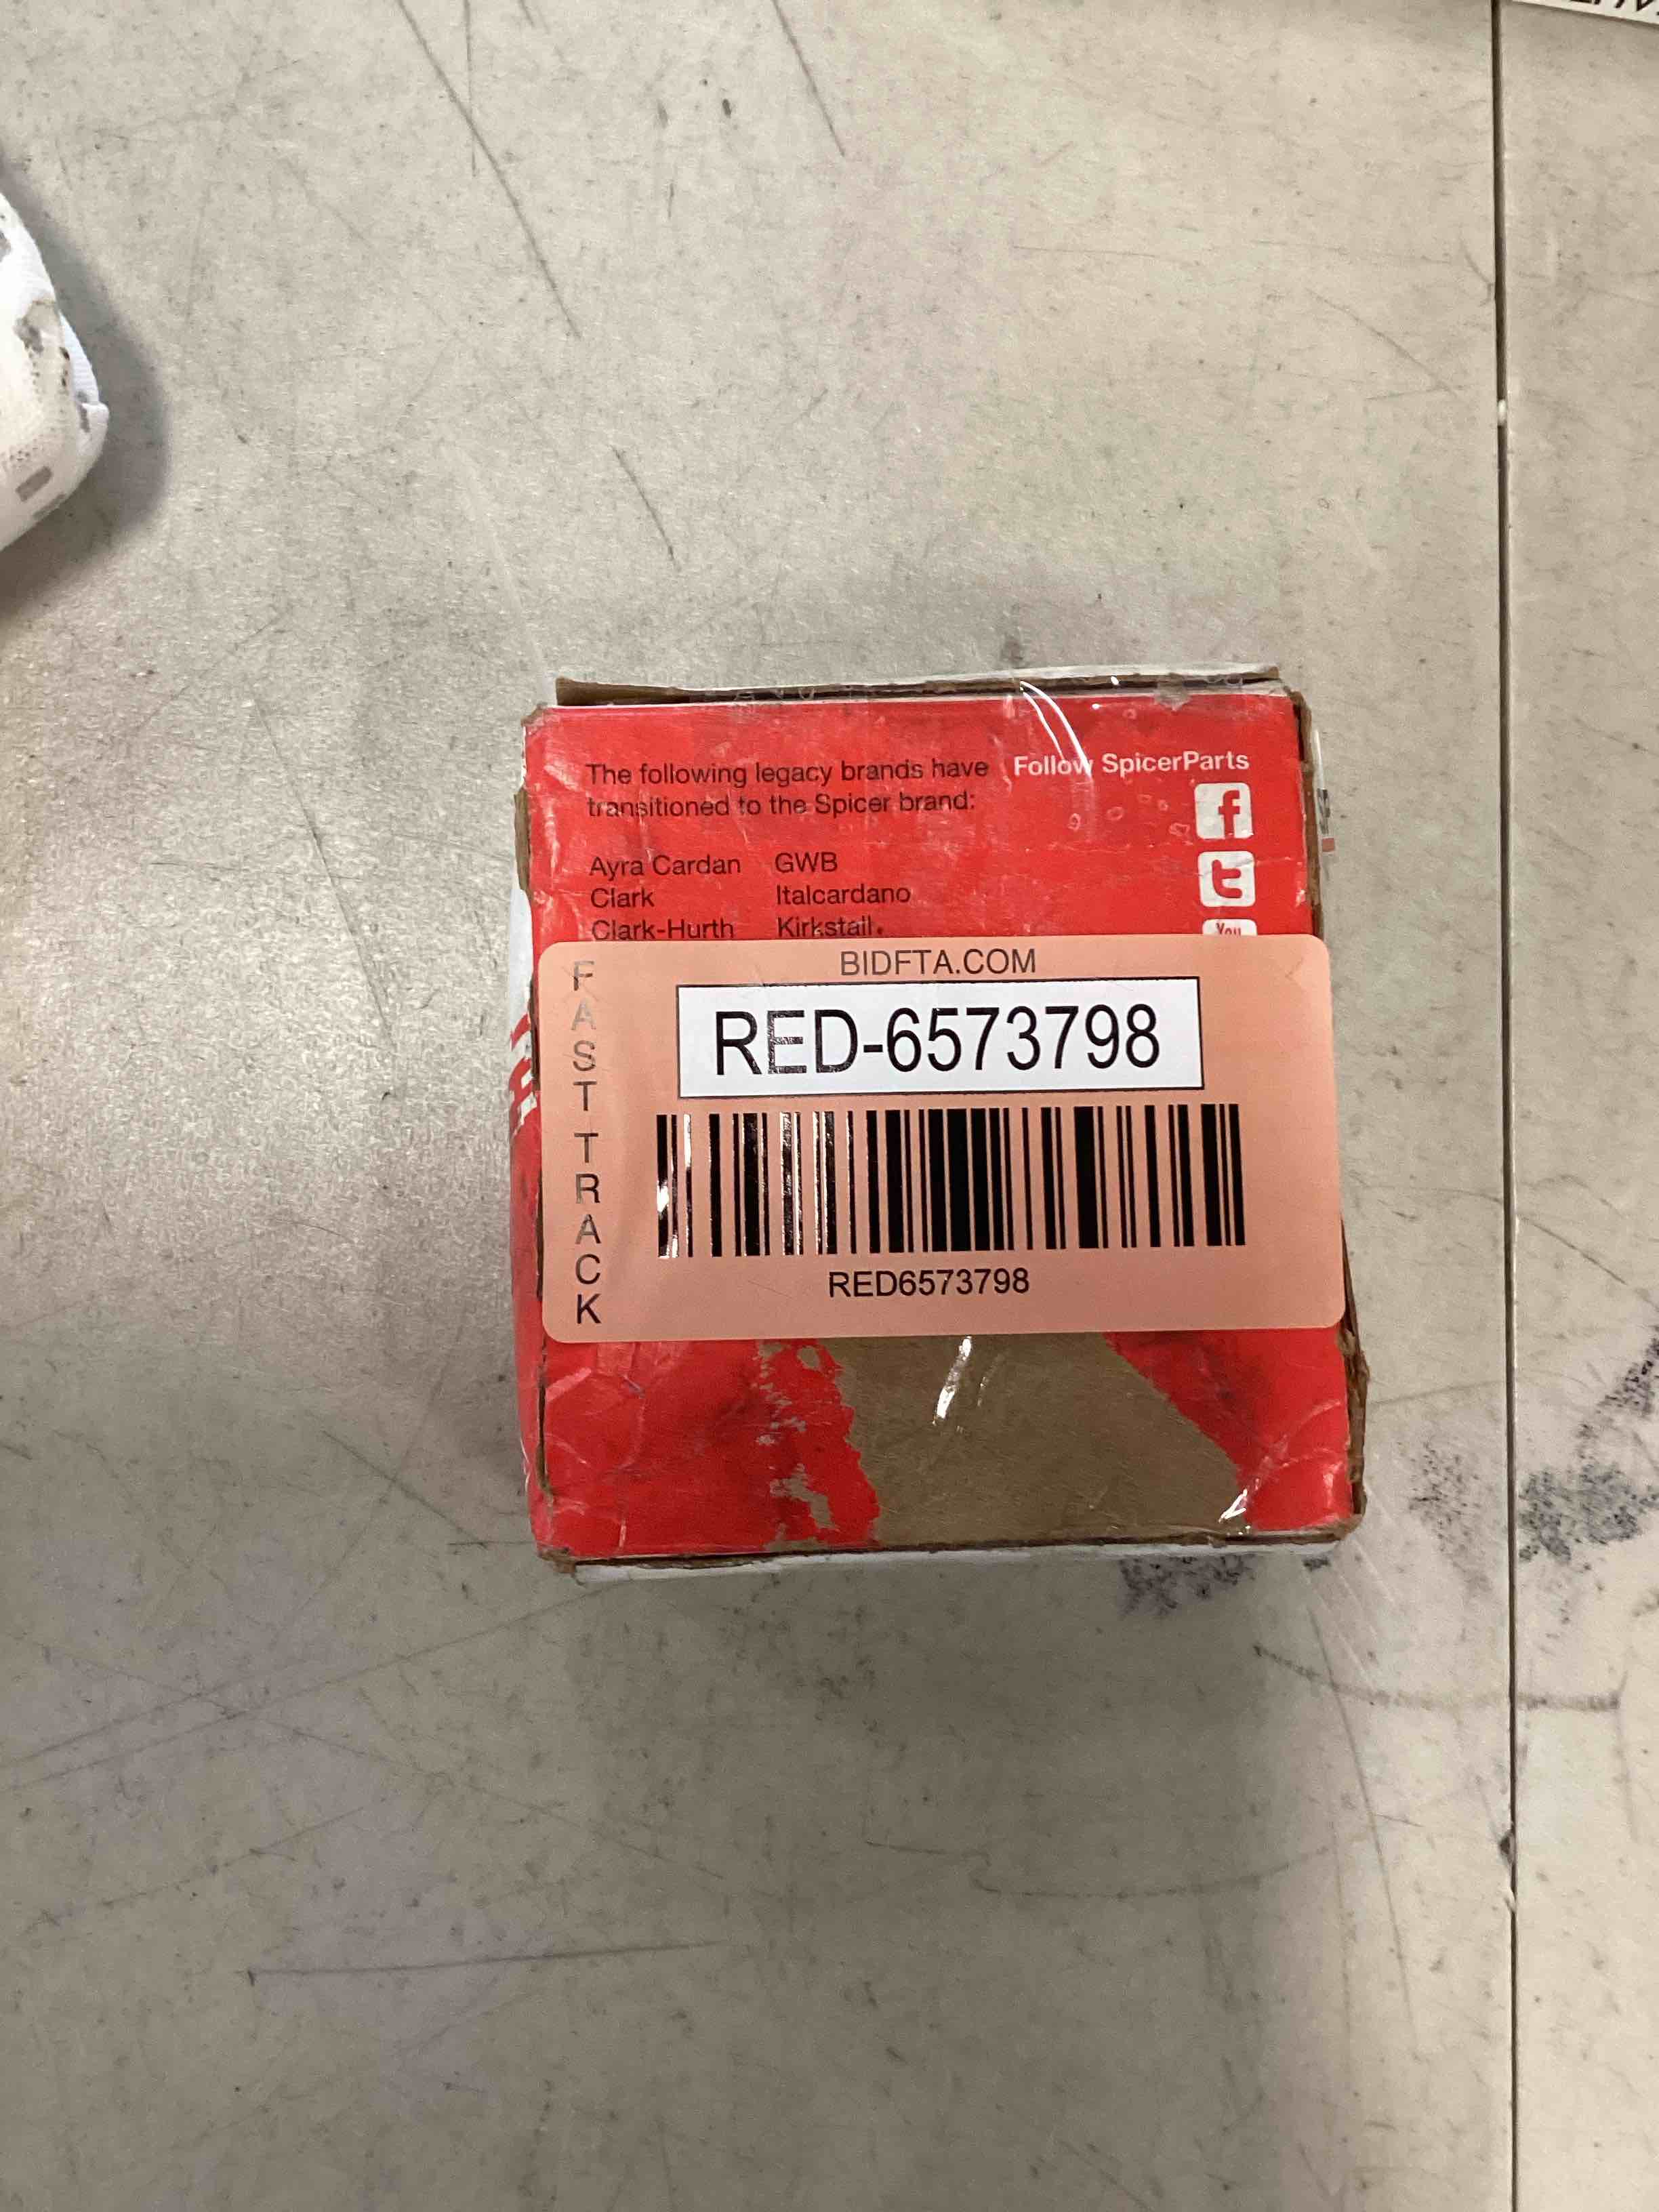 The following legacy brands have
transitioned to the Spicer brand:
Follow SpicerParts
f
t
You
Ayra Cardan GWB
Clark Italcardano
Clark-Hurth Kirkstall
BIDFTA.COM
FAST TRACK
RED-6573798
RED6573798